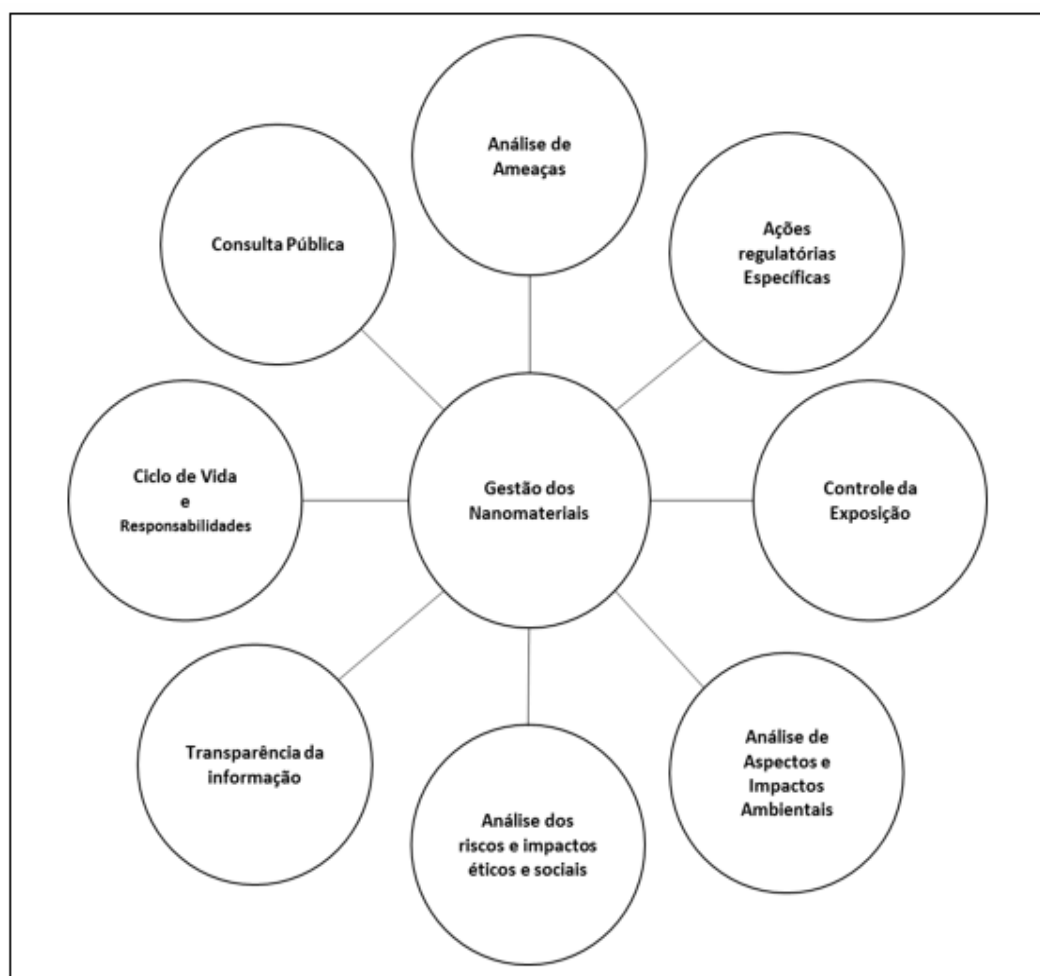 Análise de
Ameaças
Consulta Pública
Ações
regulatórias
Específicas
Ciclo de Vida
e
Responsabilidades
Gestão dos
Nanomateriais
Controle da
Exposição
Transparência da
informação
Análise dos
riscos e impactos
éticos e sociais
Análise de
Aspectos e
Impactos
Ambientais